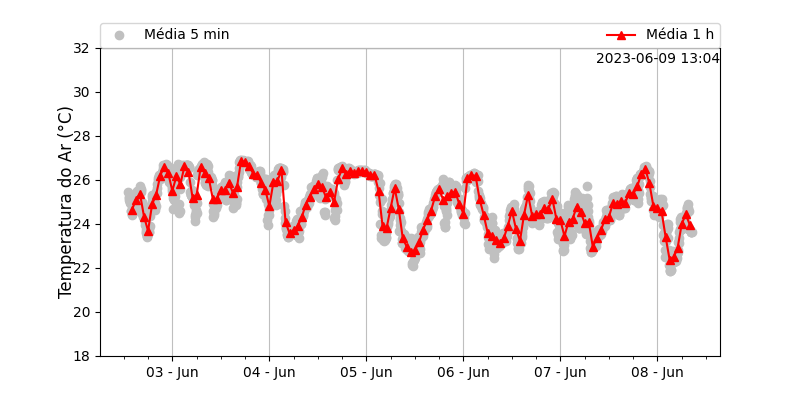 Média 5 min
Média 1 h
2023-06-09 13:04
Temperatura do Ar (°C)
32
30
28
26
24
22
20
18
03 - Jun
04 - Jun
05 - Jun
06 - Jun
07 - Jun
08 - Jun